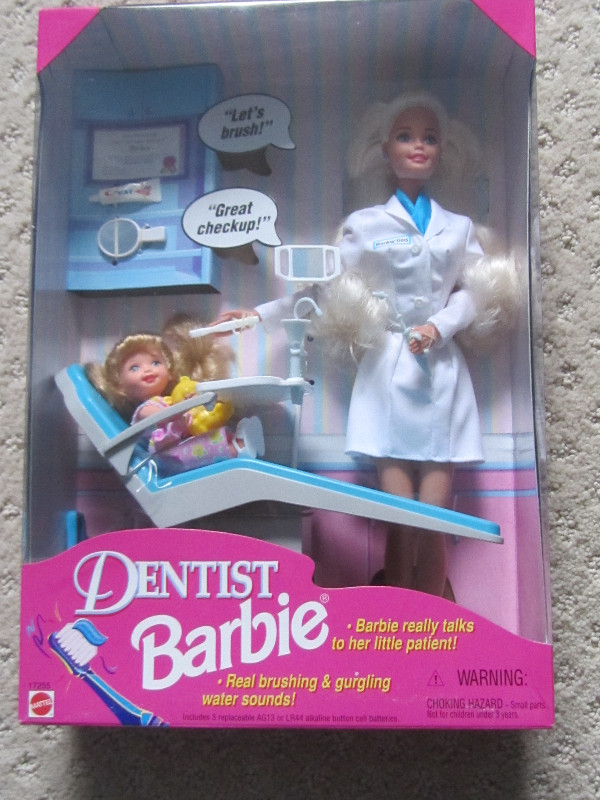 "Let's
brush!"
Crest
"Great
checkup!"
DENTIST
Barbie®
• Barbie really talks
to her little patient!
• Real brushing & gurgling
water sounds!
17255
MATTEL
⚠ WARNING:
CHOKING HAZARD – Small parts.
Not for children under 3 years.
Includes 3 replaceable AG13 or LR44 alkaline button cell batteries.